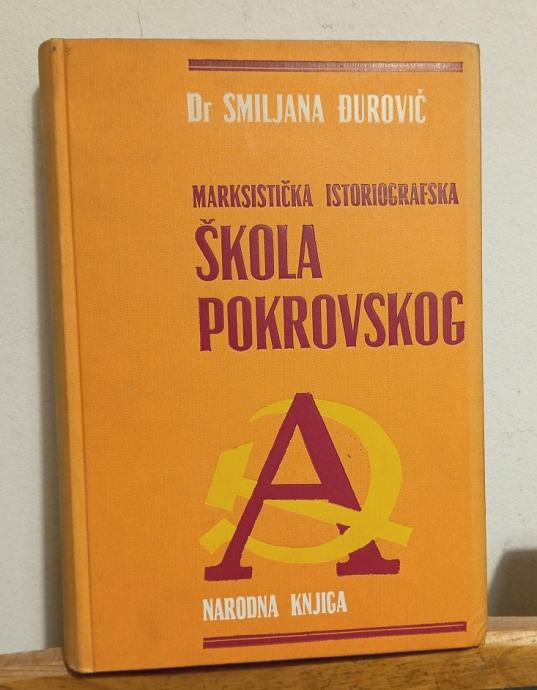 Dr SMILJANA ĐUROVIĆ
MARKSISTIČKA ISTORIOGRAFSKA
ŠKOLA
POKROVSKOG
A
NARODNA KNJIGA